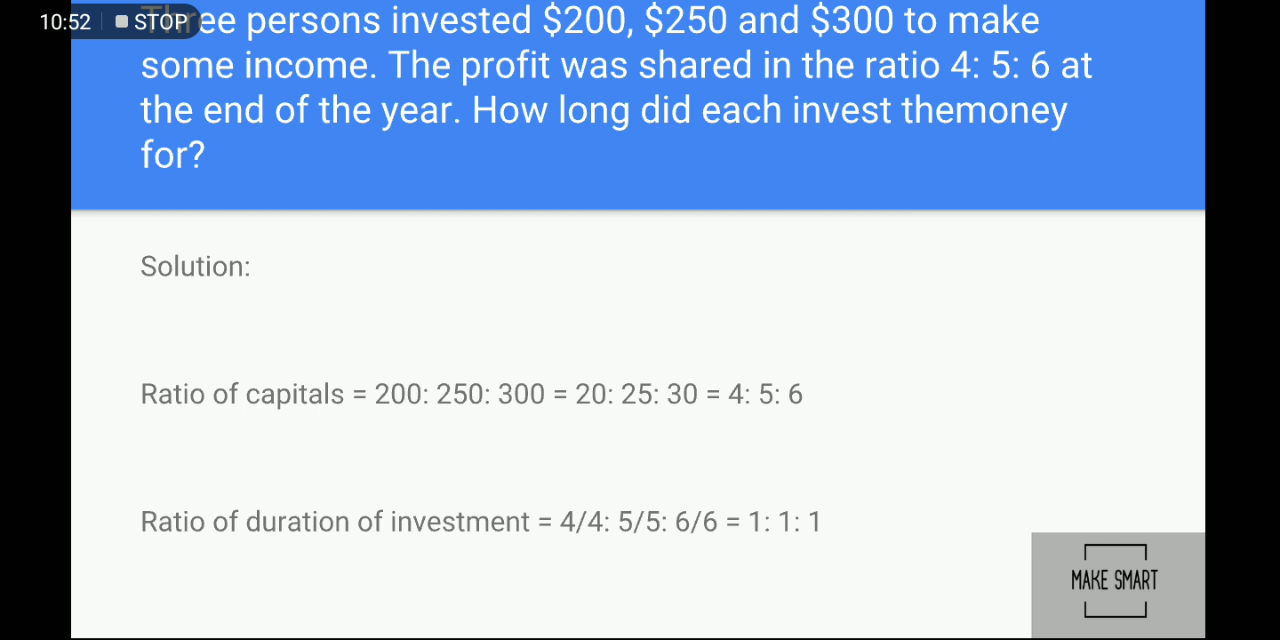 10:52 STOP
ee persons invested $200, $250 and $300 to make
some income. The profit was shared in the ratio 4: 5: 6 at
the end of the year. How long did each invest themoney
for?
Solution:
Ratio of capitals = 200: 250: 300 = 20: 25: 30 = 4: 5: 6
Ratio of duration of investment = 4/4: 5/5: 6/6 = 1: 1: 1
MAKE SMART